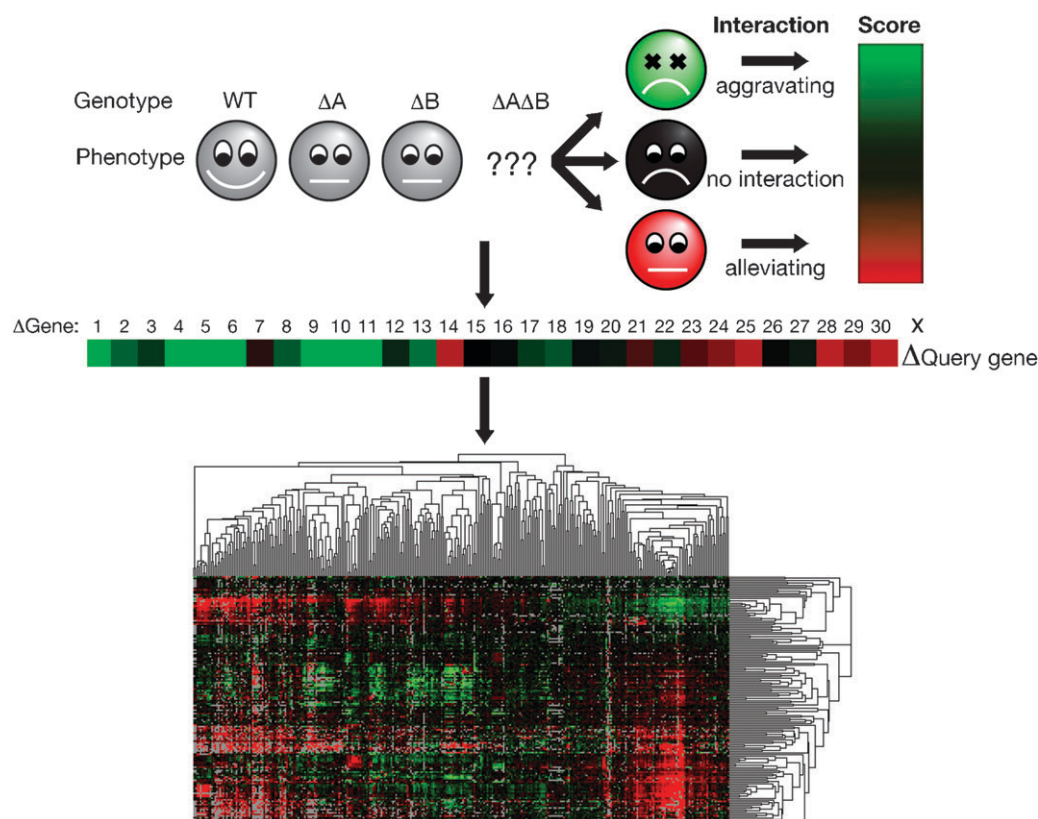 Interaction Score
Genotype WT ΔA ΔB ΔAΔB
aggravating
Phenotype ???
no interaction
alleviating
ΔGene: 1 2 3 4 5 6 7 8 9 10 11 12 13 14 15 16 17 18 19 20 21 22 23 24 25 26 27 28 29 30 x
ΔQuery gene